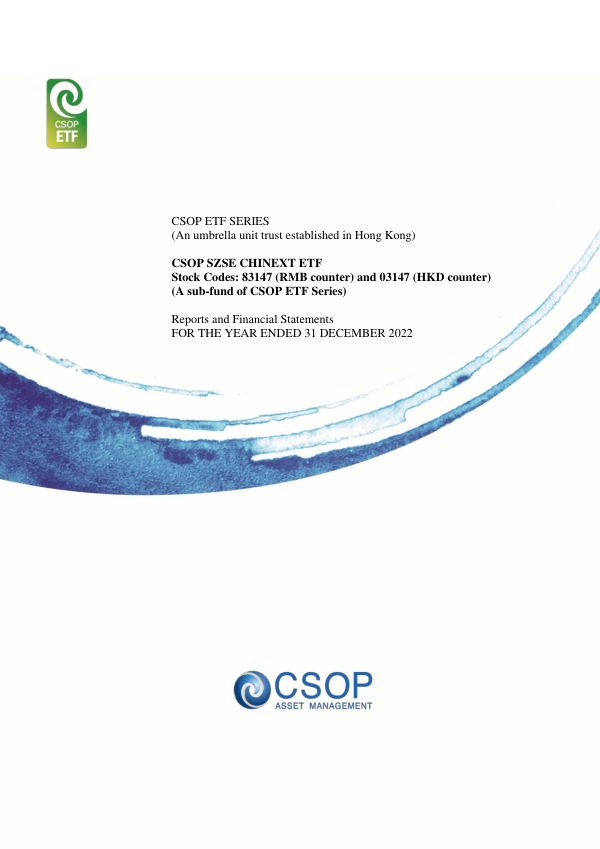 CSOP
ETF
CSOP ETF SERIES
(An umbrella unit trust established in Hong Kong)
CSOP SZSE CHINEXT ETF
Stock Codes: 83147 (RMB counter) and 03147 (HKD counter)
(A sub-fund of CSOP ETF Series)
Reports and Financial Statements
FOR THE YEAR ENDED 31 DECEMBER 2022
CSOP
ASSET MANAGEMENT